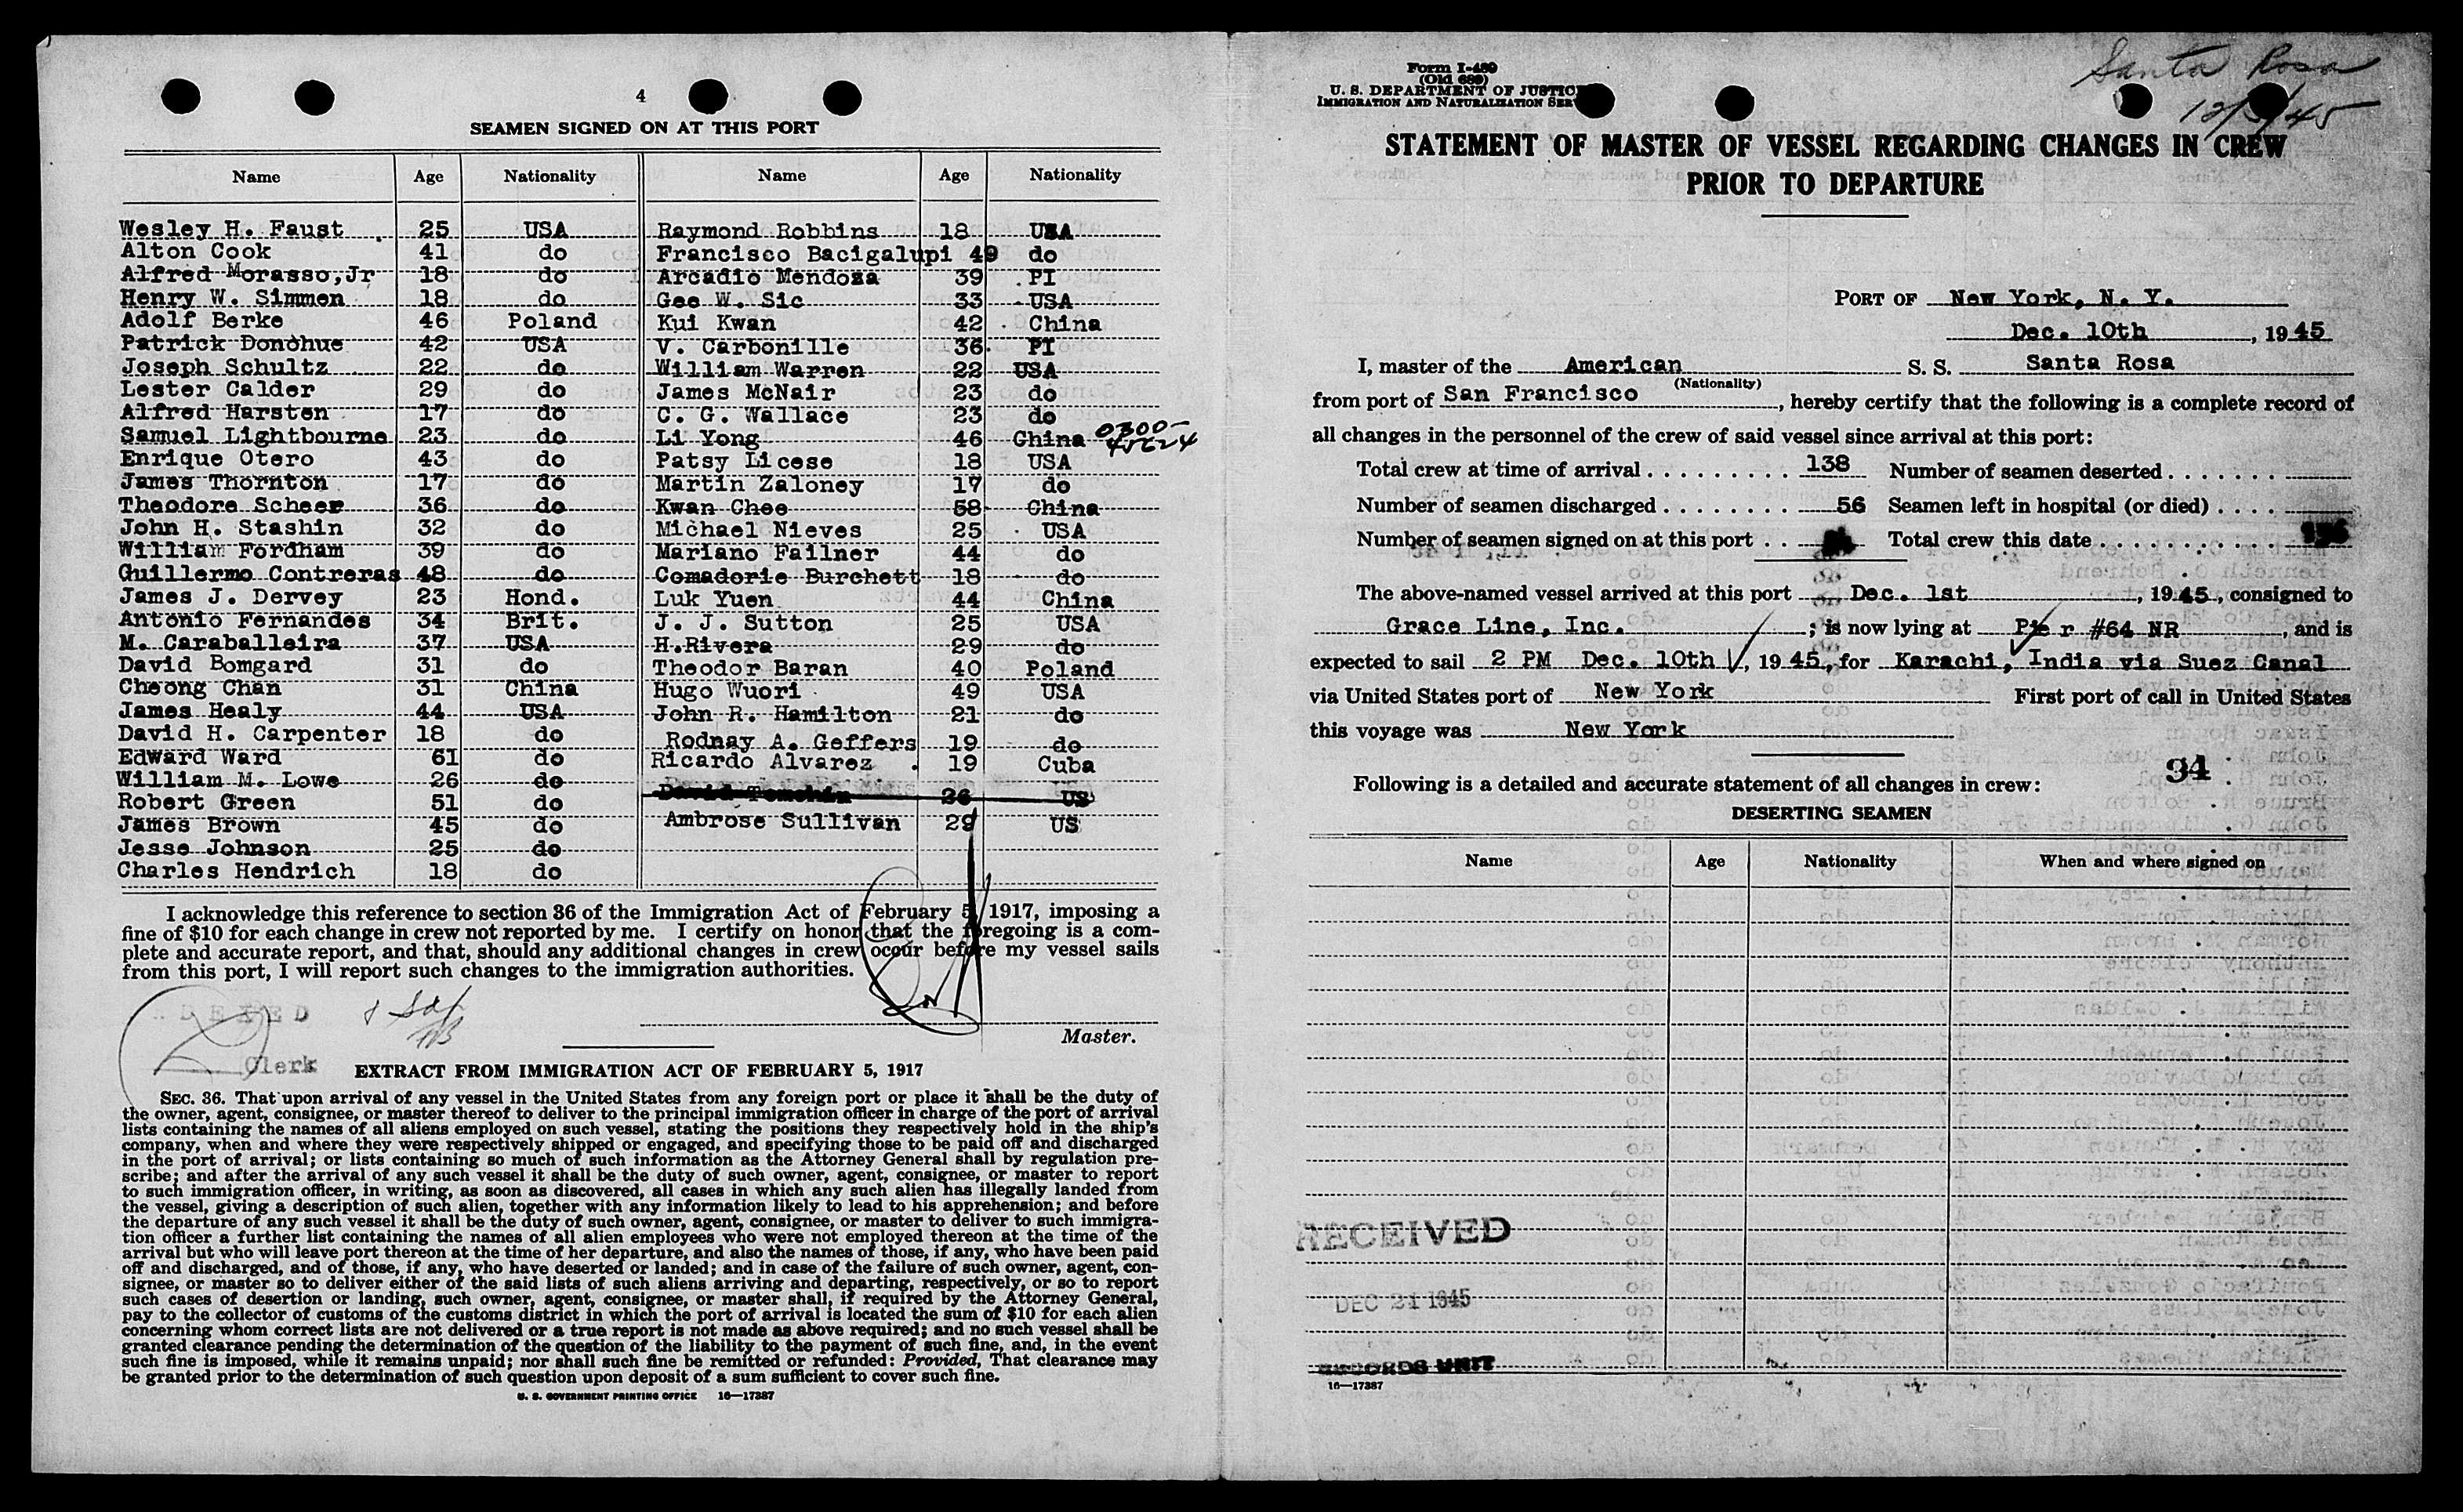 4
SEAMEN SIGNED ON AT THIS PORT
Name Age Nationality Name Age Nationality
Wesley H. Faust 25 USA Raymond Robbins 18 USA
Alton Cook 41 do Francisco Bacigalupi 49 do
Alfred Morasso,Jr 18 do Arcadio Mendoza 39 PI
Henry W. Simmen 18 do Gee W. Sic 33 USA
Adolf Berke 46 Poland Kui Kwan 42 China
Patrick Donohue 42 USA V. Carbonille 36 PI
Joseph Schultz 22 do William Warren 22 USA
Lester Calder 29 do James McNair 23 do
Alfred Harsten 17 do C. G. Wallace 23 do
Samuel Lightbourne 23 do Li Yong 46 China 0300-
45624
Enrique Otero 43 do Patsy Licese 18 USA
James Thornton 17 do Martin Zaloney 17 do
Theodore Scheer 36 do Kwan Chee 58 China
John H. Stashin 32 do Michael Nieves 25 USA
William Fordham 39 do Mariano Failner 44 do
Guillermo Contreras 48 do Comadorie Burchett 18 do
James J. Dervey 23 Hond. Luk Yuen 44 China
Antonio Fernandes 34 Brit. J. J. Sutton 25 USA
M. Caraballeira 37 USA H.Rivera 29 do
David Bomgard 31 do Theodor Baran 40 Poland
Cheong Chan 31 China Hugo Wuori 49 USA
James Healy 44 USA John R. Hamilton 21 do
David H. Carpenter 18 do Rodnay A. Geffers 19 do
Edward Ward 61 do Ricardo Alvarez 19 Cuba
William M. Lowe 26 do
Robert Green 51 do David 26 US
James Brown 45 do Ambrose Sullivan 29 US
Jesse Johnson 25 do
Charles Hendrich 18 do
I acknowledge this reference to section 36 of the Immigration Act of February 5, 1917, imposing a
fine of $10 for each change in crew not reported by me. I certify on honor that the foregoing is a com-
plete and accurate report, and that, should any additional changes in crew occur before my vessel sails
from this port, I will report such changes to the immigration authorities.
Master.
Clerk
EXTRACT FROM IMMIGRATION ACT OF FEBRUARY 5, 1917
SEC. 36. That upon arrival of any vessel in the United States from any foreign port or place it shall be the duty of
the owner, agent, consignee, or master thereof to deliver to the principal immigration officer in charge of the port of arrival
lists containing the names of all aliens employed on such vessel, stating the positions they respectively hold in the ship's
company, when and where they were respectively shipped or engaged, and specifying those to be paid off and discharged
in the port of arrival; or lists containing so much of such information as the Attorney General shall by regulation pre-
scribe; and after the arrival of any such vessel it shall be the duty of such owner, agent, consignee, or master to report
to such immigration officer, in writing, as soon as discovered, all cases in which any such alien has illegally landed from
the vessel, giving a description of such alien, together with any information likely to lead to his apprehension; and before
the departure of any such vessel it shall be the duty of such owner, agent, consignee, or master to deliver to such immigra-
tion officer a further list containing the names of all alien employees who were not employed thereon at the time of the
arrival but who will leave port thereon at the time of her departure, and also the names of those, if any, who have been paid
off and discharged, and of those, if any, who have deserted or landed; and in case of the failure of such owner, agent, con-
signee, or master so to deliver either of the said lists of such aliens arriving and departing, respectively, or so to report
such cases of desertion or landing, such owner, agent, consignee, or master shall, if required by the Attorney General,
pay to the collector of customs of the customs district in which the port of arrival is located the sum of $10 for each alien
concerning whom correct lists are not delivered or a true report is not made as above required; and no such vessel shall be
granted clearance pending the determination of the question of the liability to the payment of such fine, and, in the event
such fine is imposed, while it remains unpaid; nor shall such fine be remitted or refunded: Provided, That clearance may
be granted prior to the determination of such question upon deposit of a sum sufficient to cover such fine.
U. S. GOVERNMENT PRINTING OFFICE 16—17387
Santa Rosa
12/5/45
Form I-489
(Old 689)
U. S. DEPARTMENT OF JUSTICE
IMMIGRATION AND NATURALIZATION SER
STATEMENT OF MASTER OF VESSEL REGARDING CHANGES IN CREW
PRIOR TO DEPARTURE
PORT OF New York, N. Y.
Dec. 10th, 1945
I, master of the American S. S. Santa Rosa
(Nationality)
from port of San Francisco, hereby certify that the following is a complete record of
all changes in the personnel of the crew of said vessel since arrival at this port:
Total crew at time of arrival 138 Number of seamen deserted
Number of seamen discharged 56 Seamen left in hospital (or died)
Number of seamen signed on at this port Total crew this date 136
The above-named vessel arrived at this port Dec. 1st, 1945, consigned to
Grace Line, Inc. ; is now lying at Pier #64 NR, and is
expected to sail 2 PM Dec. 10th, 1945, for Karachi, India via Suez Canal
via United States port of New York First port of call in United States
this voyage was New York
34
Following is a detailed and accurate statement of all changes in crew:
DESERTING SEAMEN
Name Age Nationality When and where signed on
RECEIVED
DEC 21 1945
RECORDS UNIT
16—17387